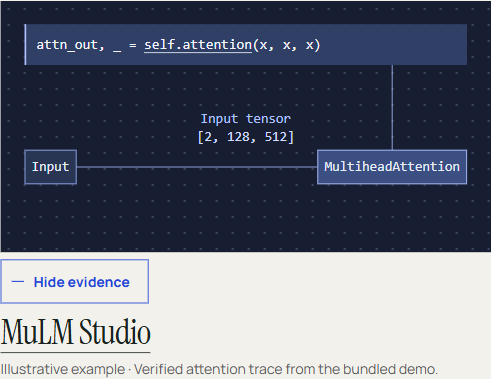 attn_out, _ = self.attention(x, x, x)
Input tensor
[2, 128, 512]
Input
MultiheadAttention
— Hide evidence
MuLM Studio
Illustrative example · Verified attention trace from the bundled demo.